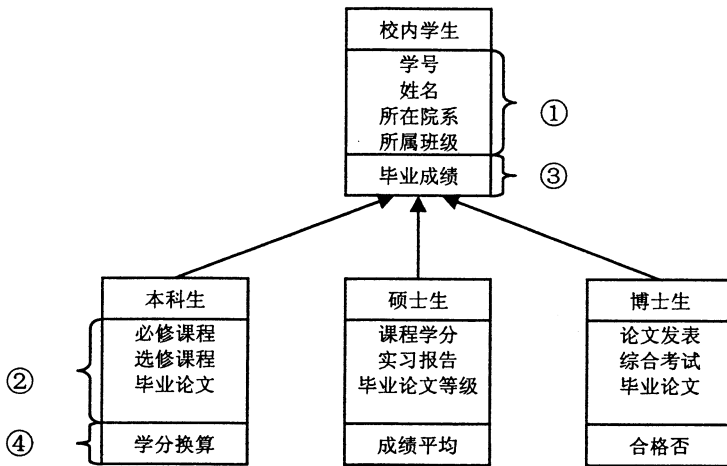 校内学生
学号
姓名
所在院系
所属班级
①
毕业成绩
③
本科生
必修课程
选修课程
毕业论文
②
学分换算
④
硕士生
课程学分
实习报告
毕业论文等级
成绩平均
博士生
论文发表
综合考试
毕业论文
合格否